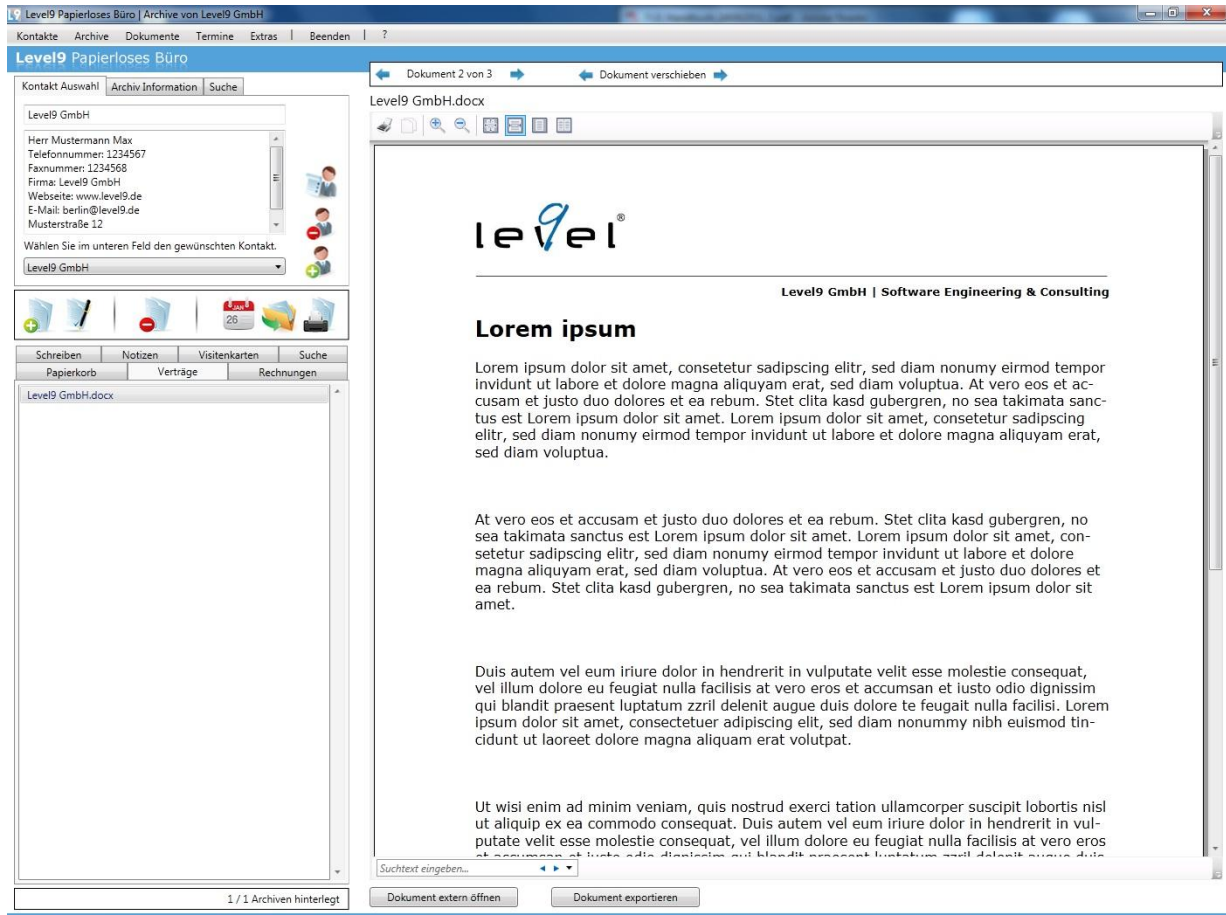 Level9 Papierloses Büro | Archive von Level9 GmbH
Kontakte Archive Dokumente Termine Extras | Beenden | ?
Level9 Papierloses Büro
Kontakt Auswahl Archiv Information Suche
Level9 GmbH
Herr Mustermann Max
Telefonnummer: 1234567
Faxnummer: 1234568
Firma: Level9 GmbH
Webseite: www.level9.de
E-Mail: berlin@level9.de
Musterstraße 12
Wählen Sie im unteren Feld den gewünschten Kontakt.
Level9 GmbH
JAN
26
Schreiben Notizen Visitenkarten Suche
Papierkorb Verträge Rechnungen
Level9 GmbH.docx
1 / 1 Archiven hinterlegt
Dokument 2 von 3 Dokument verschieben
Level9 GmbH.docx
le9el®
Level9 GmbH | Software Engineering & Consulting
Lorem ipsum
Lorem ipsum dolor sit amet, consetetur sadipscing elitr, sed diam nonumy eirmod tempor
invidunt ut labore et dolore magna aliquyam erat, sed diam voluptua. At vero eos et ac-
cusam et justo duo dolores et ea rebum. Stet clita kasd gubergren, no sea takimata sanc-
tus est Lorem ipsum dolor sit amet. Lorem ipsum dolor sit amet, consetetur sadipscing
elitr, sed diam nonumy eirmod tempor invidunt ut labore et dolore magna aliquyam erat,
sed diam voluptua.
At vero eos et accusam et justo duo dolores et ea rebum. Stet clita kasd gubergren, no
sea takimata sanctus est Lorem ipsum dolor sit amet. Lorem ipsum dolor sit amet, con-
setetur sadipscing elitr, sed diam nonumy eirmod tempor invidunt ut labore et dolore
magna aliquyam erat, sed diam voluptua. At vero eos et accusam et justo duo dolores et
ea rebum. Stet clita kasd gubergren, no sea takimata sanctus est Lorem ipsum dolor sit
amet.
Duis autem vel eum iriure dolor in hendrerit in vulputate velit esse molestie consequat,
vel illum dolore eu feugiat nulla facilisis at vero eros et accumsan et iusto odio dignissim
qui blandit praesent luptatum zzril delenit augue duis dolore te feugait nulla facilisi. Lorem
ipsum dolor sit amet, consectetuer adipiscing elit, sed diam nonummy nibh euismod tin-
cidunt ut laoreet dolore magna aliquam erat volutpat.
Ut wisi enim ad minim veniam, quis nostrud exerci tation ullamcorper suscipit lobortis nisl
ut aliquip ex ea commodo consequat. Duis autem vel eum iriure dolor in hendrerit in vul-
putate velit esse molestie consequat, vel illum dolore eu feugiat nulla facilisis at vero eros
et accumsan et iusto odio dignissim qui blandit praesent luptatum zzril delenit augue duis
Suchtext eingeben...
Dokument extern öffnen Dokument exportieren